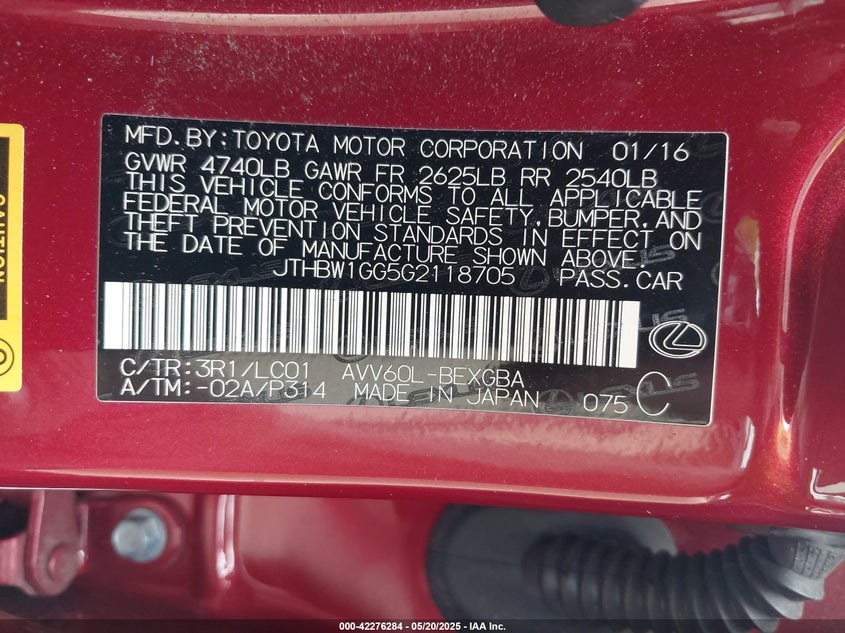 MFD.BY:TOYOTA MOTOR CORPORATION 01/16
GVWR 4740LB GAWR FR 2625LB RR 2540LB
THIS VEHICLE CONFORMS TO ALL APPLICABLE
FEDERAL MOTOR VEHICLE SAFETY,BUMPER,AND
THEFT PREVENTION STANDARDS IN EFFECT ON
THE DATE OF MANUFACTURE SHOWN ABOVE.
JTHBW1GG5G2118705 PASS.CAR
C/TR:3R1/LC01 AVV60L-BEXGBA
A/TM:-02A/P314 MADE IN JAPAN 075 C
CAUTION
000-42276284 - 05/20/2025 - IAA Inc.